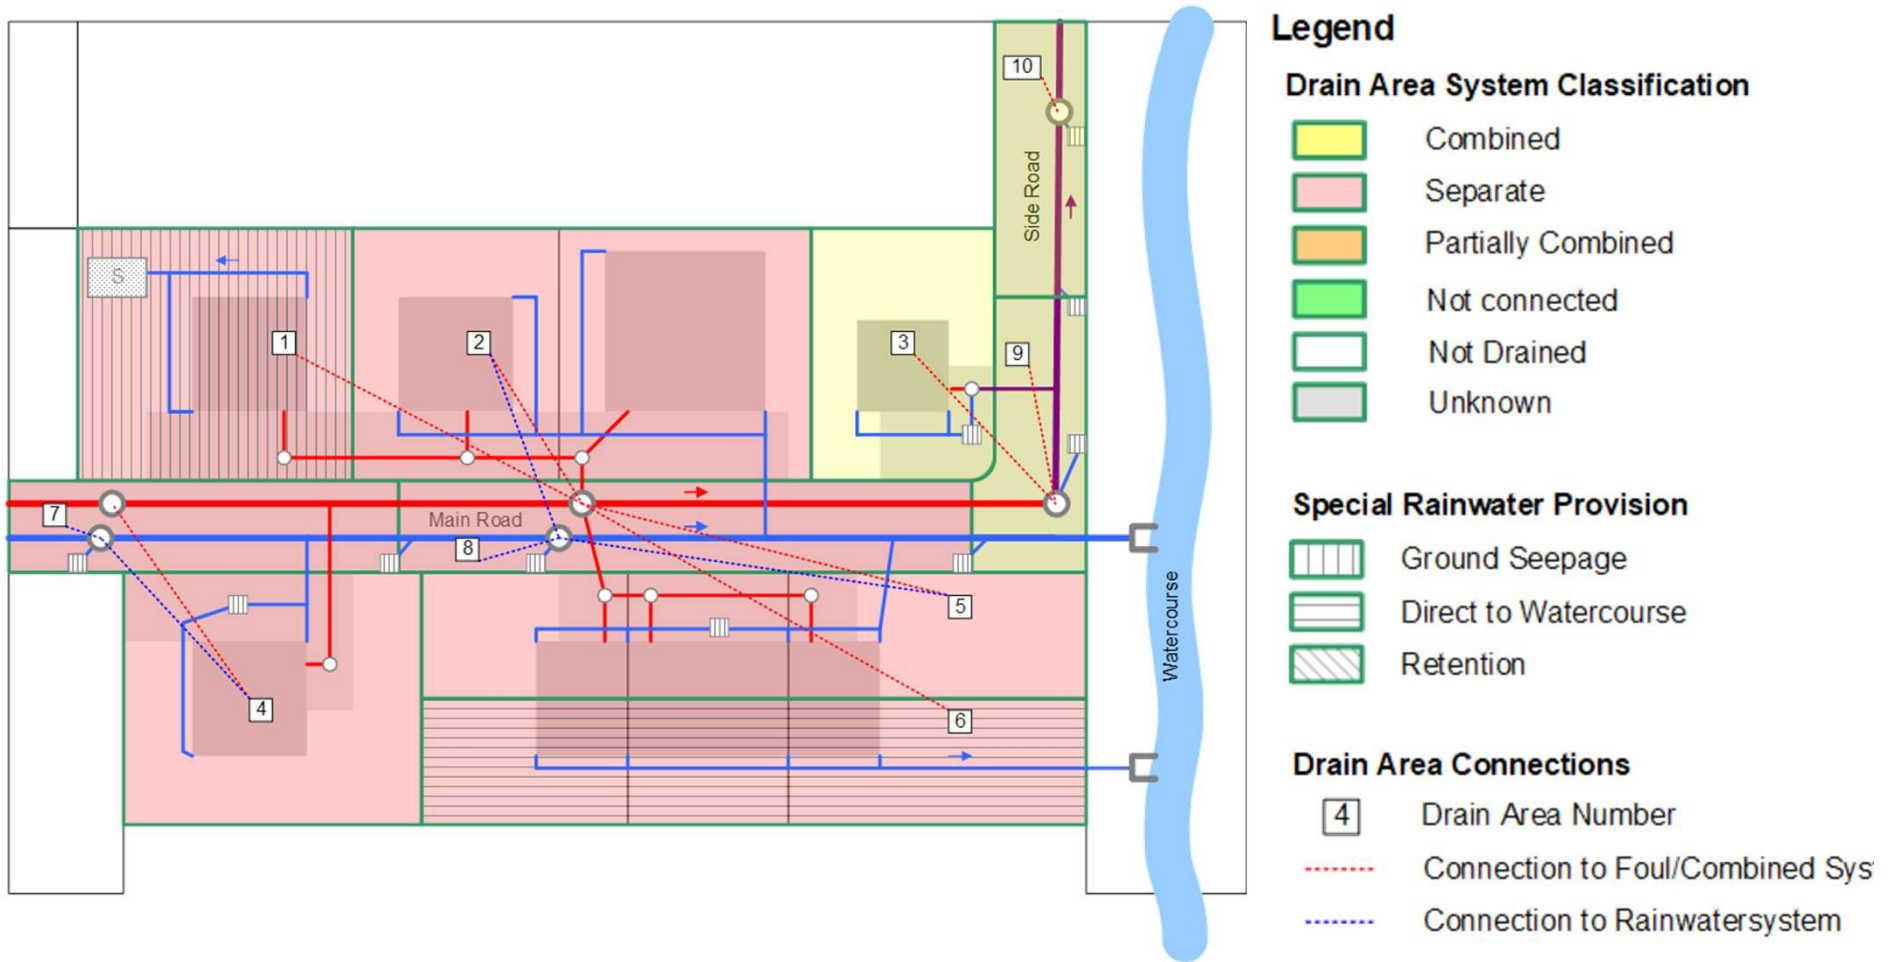 10
Side Road
S
1
2
3
9
7
Main Road
8
5
4
6
Watercourse
Legend
Drain Area System Classification
Combined
Separate
Partially Combined
Not connected
Not Drained
Unknown
Special Rainwater Provision
Ground Seepage
Direct to Watercourse
Retention
Drain Area Connections
4 Drain Area Number
Connection to Foul/Combined Sys
Connection to Rainwatersystem